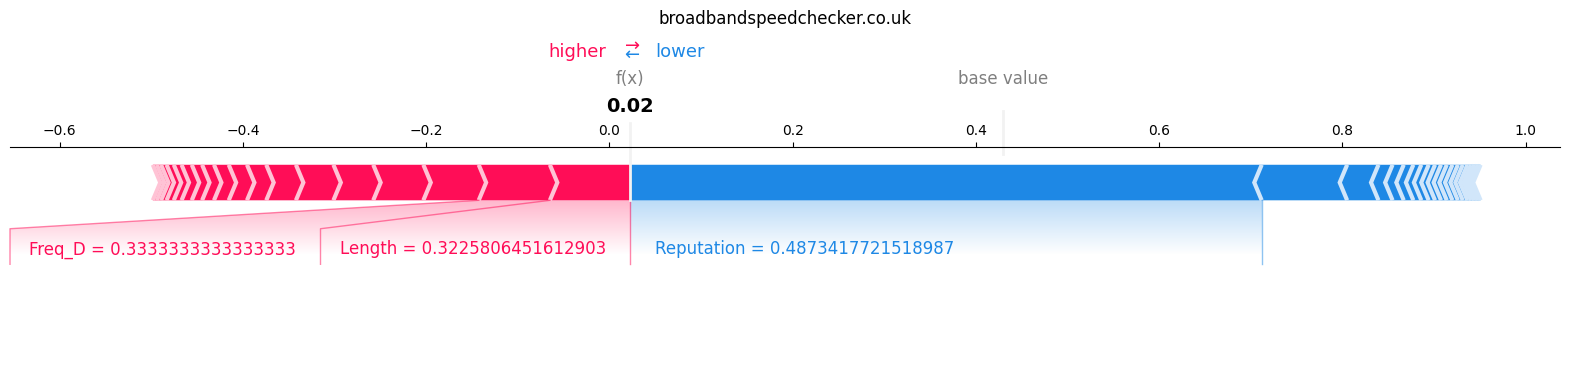 broadbandspeedchecker.co.uk
higher ⇄ lower
f(x) base value
0.02
−0.6 −0.4 −0.2 0.0 0.2 0.4 0.6 0.8 1.0
Freq_D = 0.3333333333333333 Length = 0.3225806451612903 Reputation = 0.4873417721518987